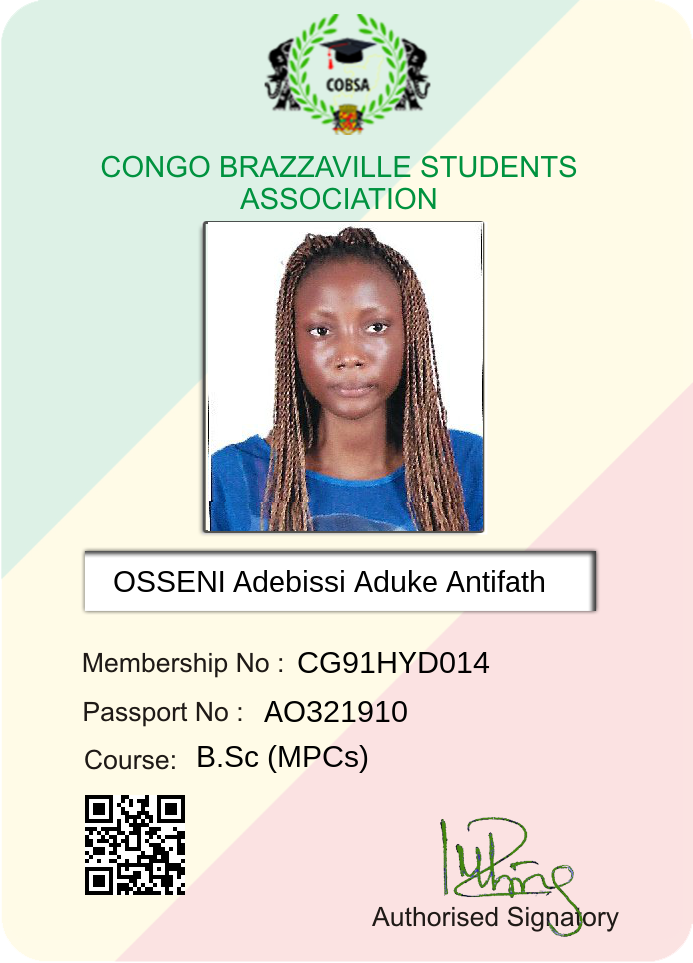 COBSA
CONGO BRAZZAVILLE STUDENTS
ASSOCIATION
OSSENI Adebissi Aduke Antifath
Membership No : CG91HYD014
Passport No : AO321910
Course: B.Sc (MPCs)
Authorised Signatory